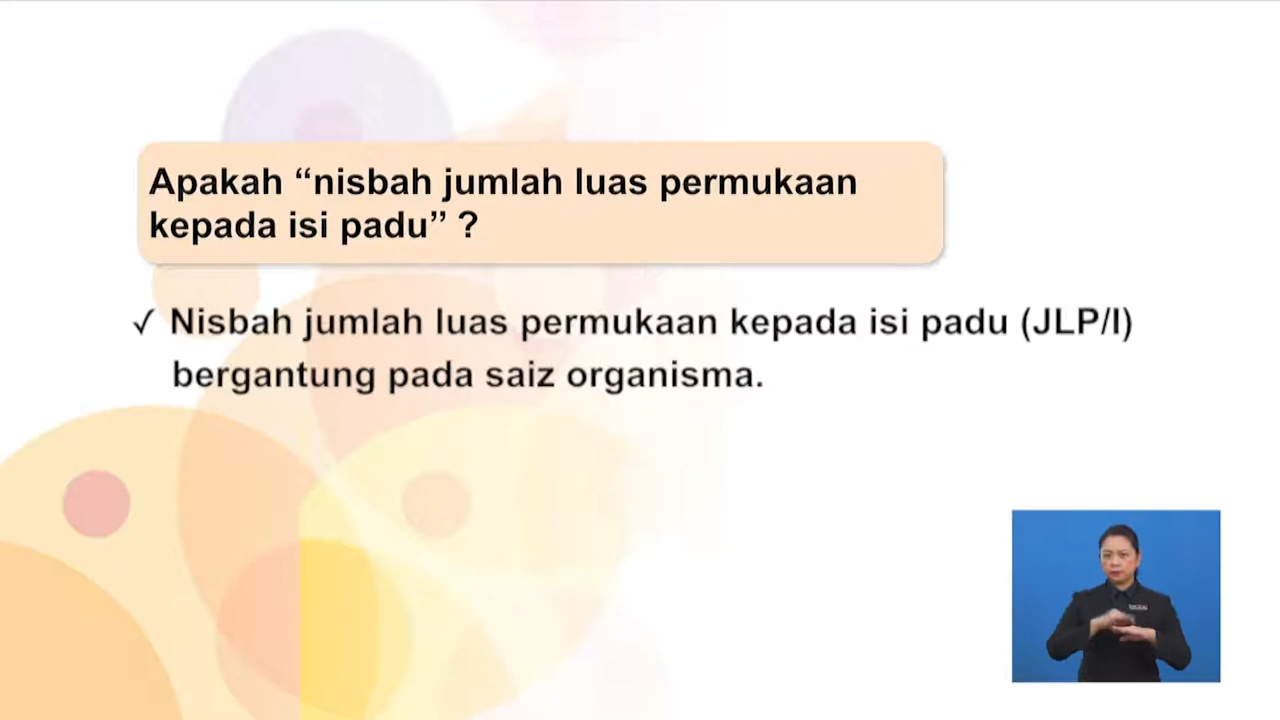 Apakah “nisbah jumlah luas permukaan
kepada isi padu” ?
✓ Nisbah jumlah luas permukaan kepada isi padu (JLP/I)
bergantung pada saiz organisma.